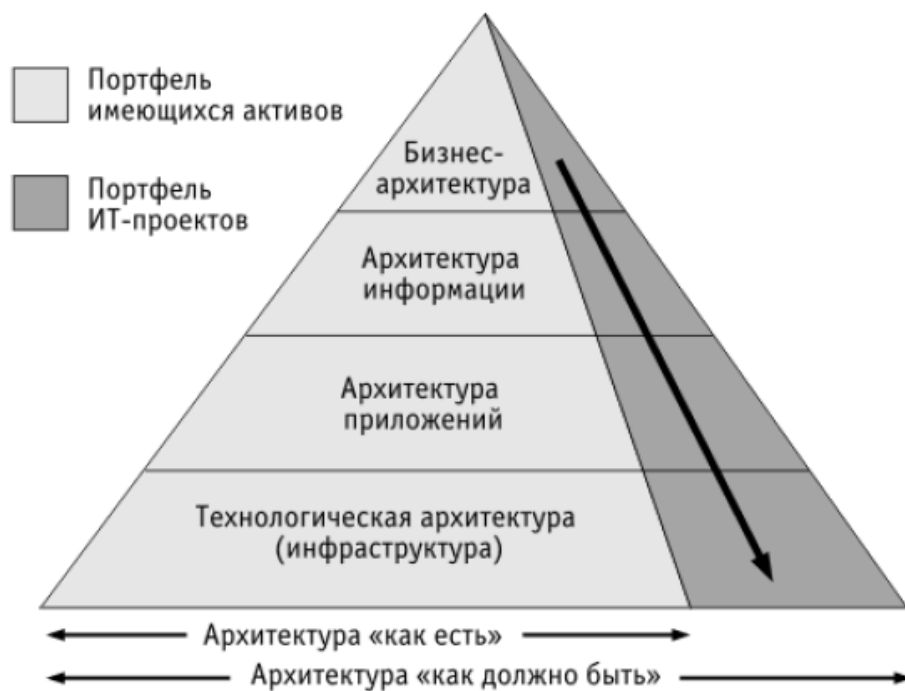 Портфель
имеющихся активов
Портфель
ИТ-проектов
Бизнес-
архитектура
Архитектура
информации
Архитектура
приложений
Технологическая архитектура
(инфраструктура)
Архитектура «как есть»
Архитектура «как должно быть»